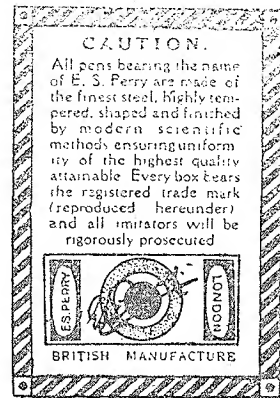 CAUTION.
All pens bearing the name
of E. S. Perry are made of
the finest steel, highly tem-
pered, shaped and finished
by modern scientific
methods ensuring uniform
ity of the highest quality
attainable Every box bears
the registered trade mark
(reproduced hereunder)
and all imitators will be
rigorously prosecuted
E.S. PERRY
LONDON
BRITISH MANUFACTURE